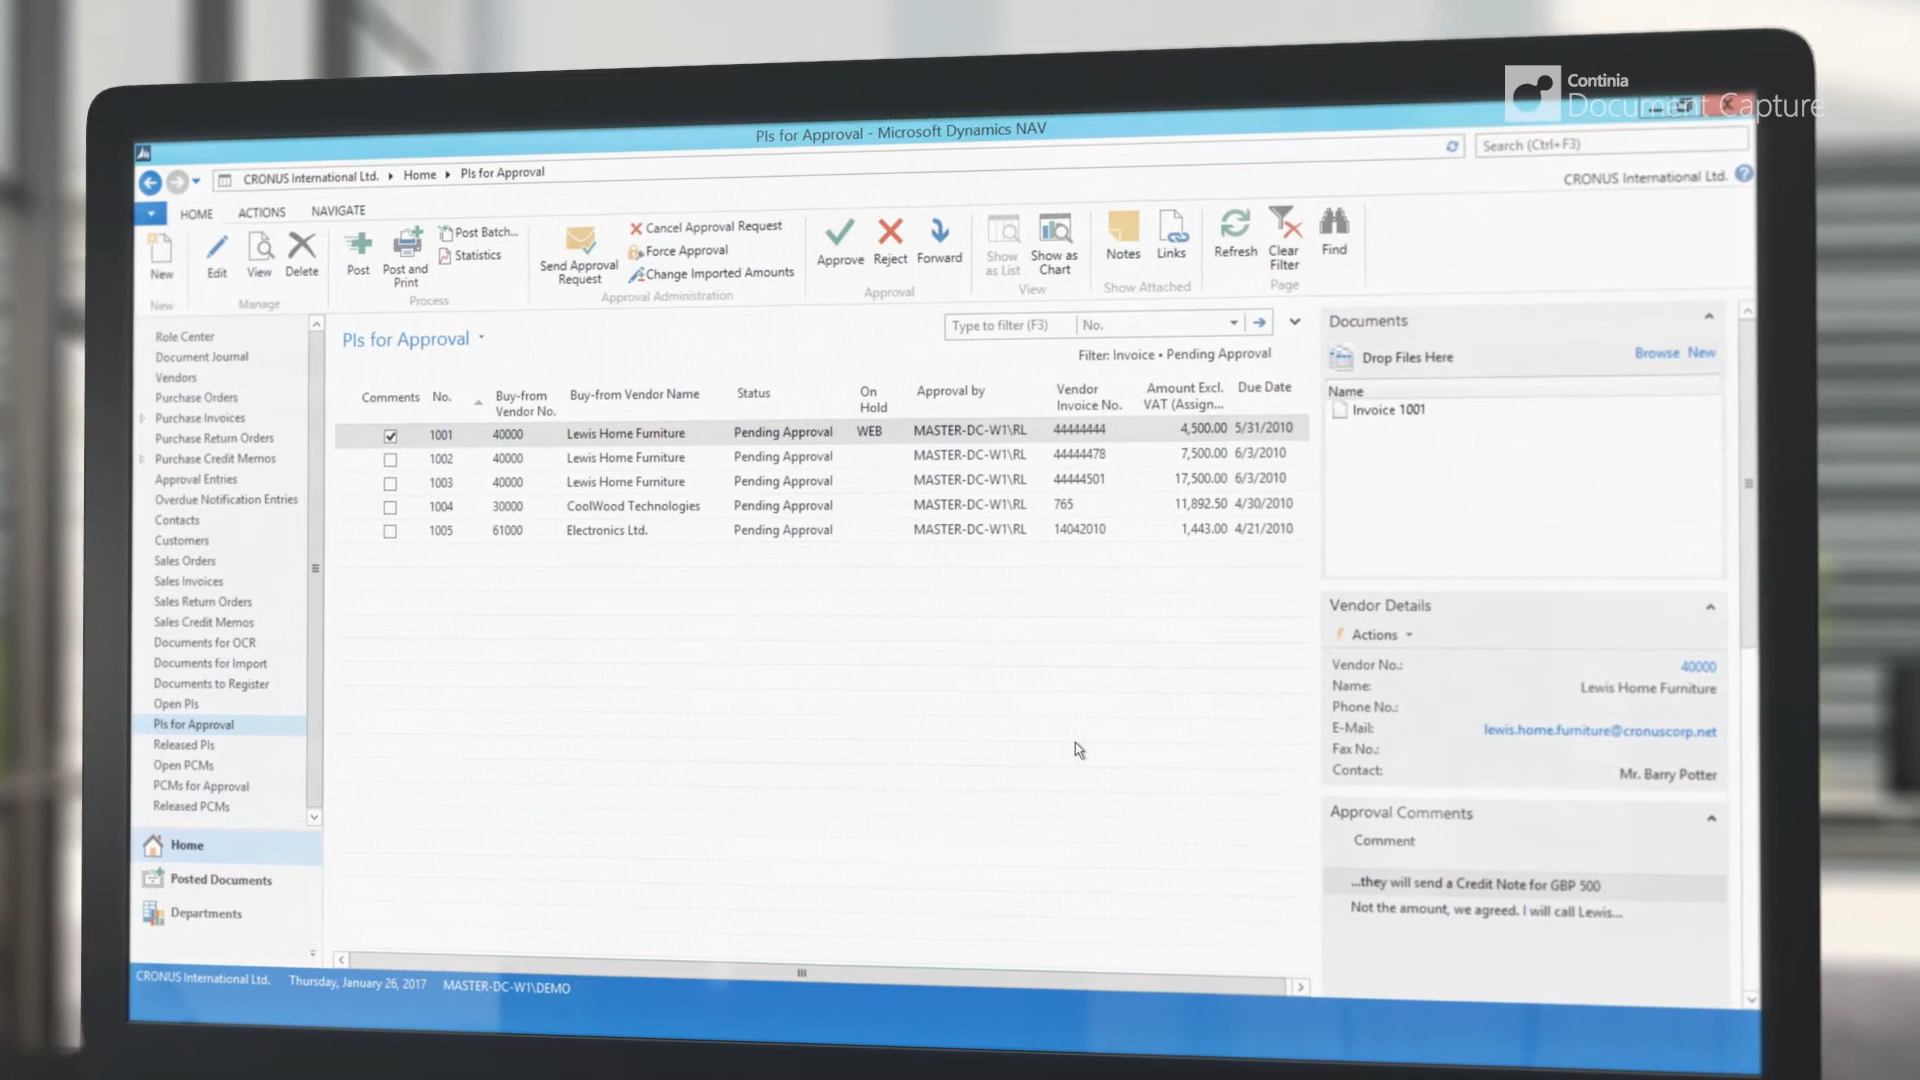 Continia
Document Capture
PIs for Approval - Microsoft Dynamics NAV
CRONUS International Ltd. Home PIs for Approval
Search (Ctrl+F3)
CRONUS International Ltd.
HOME ACTIONS NAVIGATE
New
New
Edit View Delete
Manage
Post
Post and Print
Post Batch...
Statistics
Process
Send Approval Request
Cancel Approval Request
Force Approval
Change Imported Amounts
Approval Administration
Approve Reject Forward
Approval
Show as List
Show as Chart
View
Notes Links
Show Attached
Refresh
Clear Filter
Find
Page
Role Center
Document Journal
Vendors
Purchase Orders
Purchase Invoices
Purchase Return Orders
Purchase Credit Memos
Approval Entries
Overdue Notification Entries
Contacts
Customers
Sales Orders
Sales Invoices
Sales Return Orders
Sales Credit Memos
Documents for OCR
Documents for Import
Documents to Register
Open PIs
PIs for Approval
Released PIs
Open PCMs
PCMs for Approval
Released PCMs
Home
Posted Documents
Departments
PIs for Approval
Type to filter (F3) No.
Filter: Invoice • Pending Approval
Comments No. Buy-from Vendor No. Buy-from Vendor Name Status On Hold Approval by Vendor Invoice No. Amount Excl. VAT (Assign... Due Date
1001 40000 Lewis Home Furniture Pending Approval WEB MASTER-DC-W1\RL 44444444 4,500.00 5/31/2010
1002 40000 Lewis Home Furniture Pending Approval MASTER-DC-W1\RL 44444478 7,500.00 6/3/2010
1003 40000 Lewis Home Furniture Pending Approval MASTER-DC-W1\RL 44444501 17,500.00 6/3/2010
1004 30000 CoolWood Technologies Pending Approval MASTER-DC-W1\RL 765 11,892.50 4/30/2010
1005 61000 Electronics Ltd. Pending Approval MASTER-DC-W1\RL 14042010 1,443.00 4/21/2010
Documents
Drop Files Here Browse New
Name
Invoice 1001
Vendor Details
Actions
Vendor No.: 40000
Name: Lewis Home Furniture
Phone No.:
E-Mail: lewis.home.furniture@cronuscorp.net
Fax No.:
Contact: Mr. Barry Potter
Approval Comments
Comment
...they will send a Credit Note for GBP 500
Not the amount, we agreed. I will call Lewis...
CRONUS International Ltd. Thursday, January 26, 2017 MASTER-DC-W1\DEMO